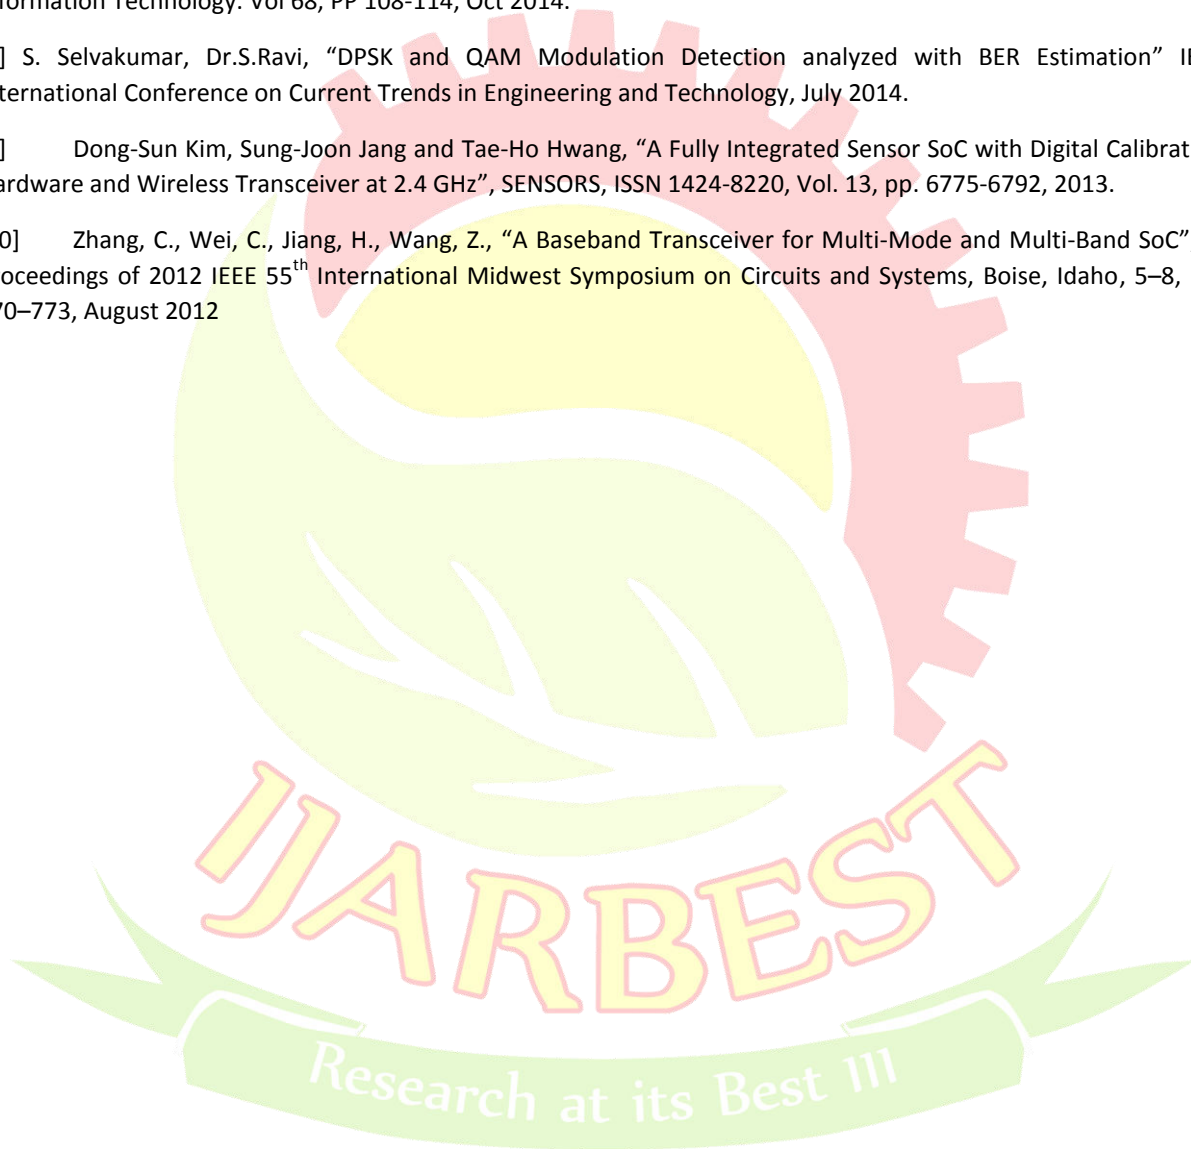 formation Technology. Vol 68, PP 108-114, Oct 2014.
] S. Selvakumar, Dr.S.Ravi, “DPSK and QAM Modulation Detection analyzed with BER Estimation”
ternational Conference on Current Trends in Engineering and Technology, July 2014.
] Dong-Sun Kim, Sung-Joon Jang and Tae-Ho Hwang, “A Fully Integrated Sensor SoC with Digital Calibrat
ardware and Wireless Transceiver at 2.4 GHz”, SENSORS, ISSN 1424-8220, Vol. 13, pp. 6775-6792, 2013.
0] Zhang, C., Wei, C., Jiang, H., Wang, Z., “A Baseband Transceiver for Multi-Mode and Multi-Band SoC”
oceedings of 2012 IEEE 55th International Midwest Symposium on Circuits and Systems, Boise, Idaho, 5–8,
70–773, August 2012
IJARBEST
Research at its Best !!!